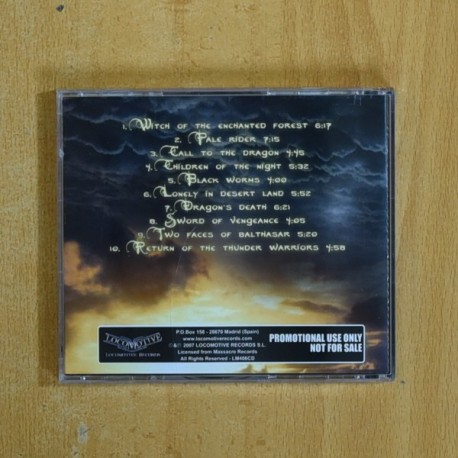 1. Witch of the enchanted forest 6:17
2. Pale rider 7:15
3. Call to the dragon 4:45
4. Children of the night 5:32
5. Black worms 4:00
6. Lonely in desert land 5:52
7. Dragon's death 6:21
8. Sword of vengeance 4:05
9. Two faces of balthasar 5:20
10. Return of the thunder warriors 4:58
LOCOMOTIVE
LOCOMOTIVE RECORDS
P.O.Box 156 - 28679 Madrid (Spain)
www.locomotiverecords.com
©&℗ 2007 LOCOMOTIVE RECORDS S.L.
Licensed from Massacre Records
All Rights Reserved -
PROMOTIONAL USE ONLY
NOT FOR SALE